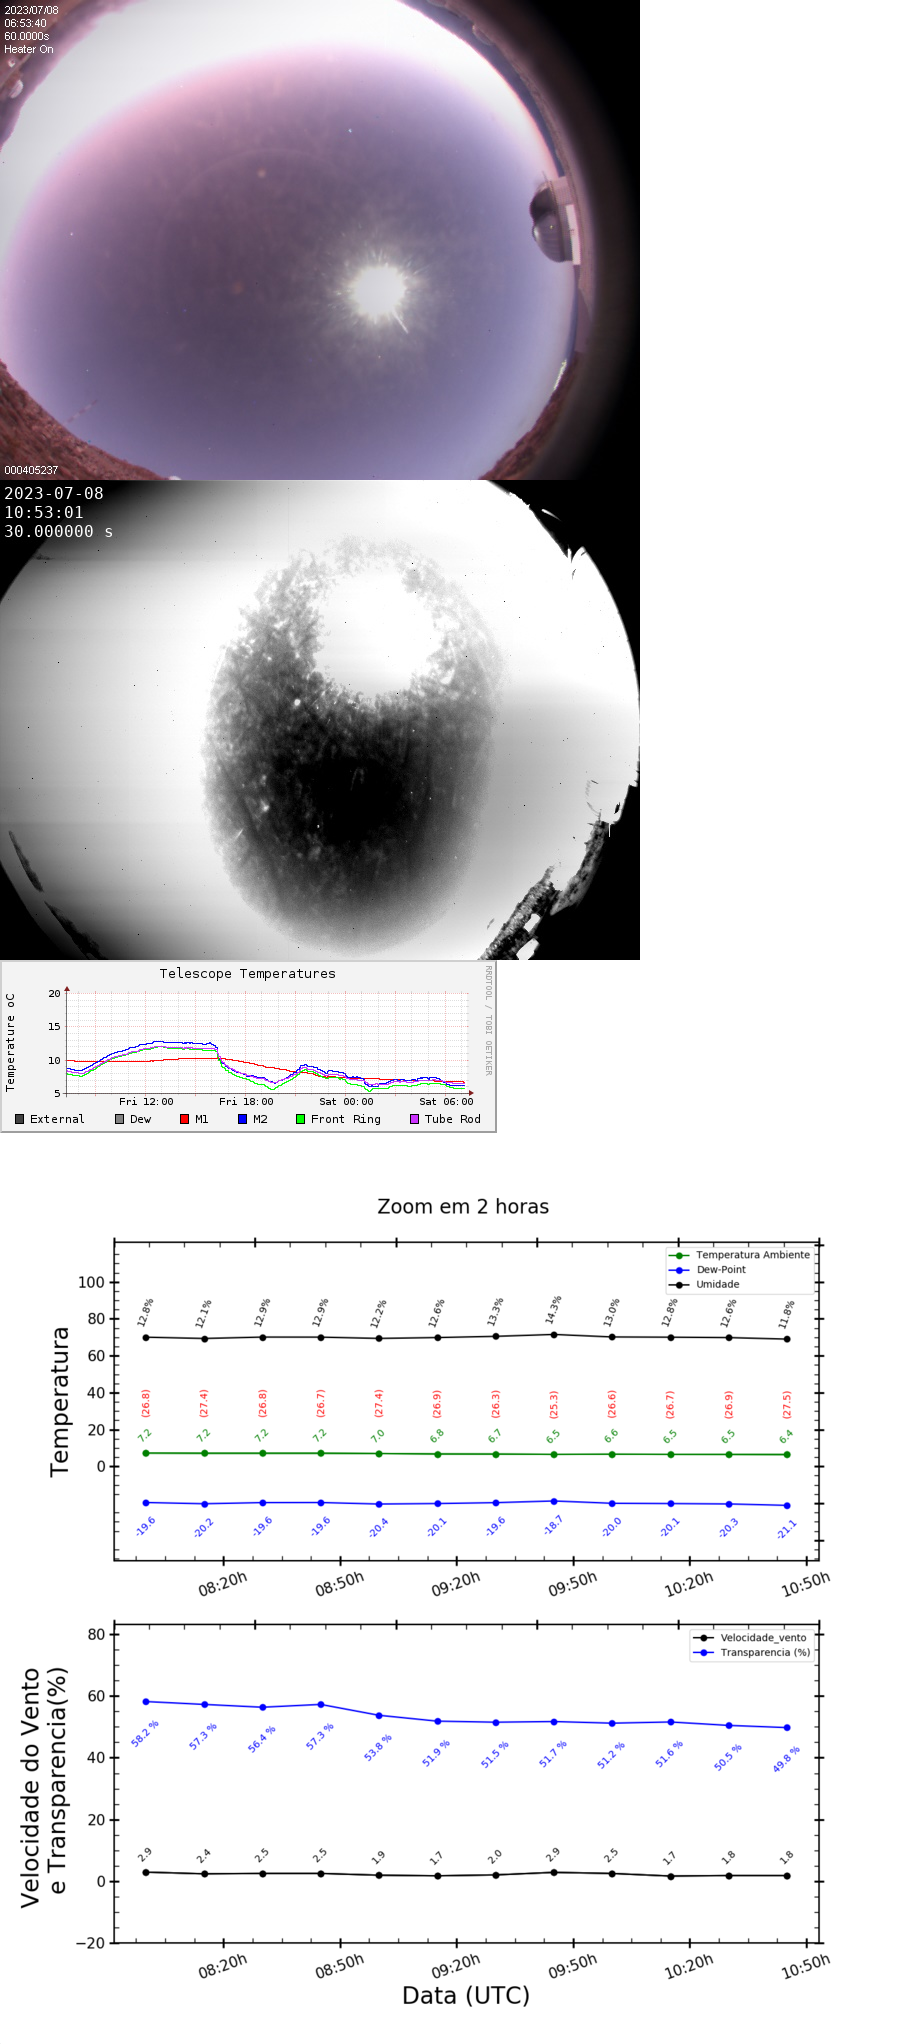 2023/07/08
06:53:40
60.0000s
Heater On
000405237
2023-07-08
10:53:01
30.000000 s
Telescope Temperatures
RRDTOOL / TOBI OETIKER
Temperature oC
20
15
10
5
Fri 12:00 Fri 18:00 Sat 00:00 Sat 06:00
External Dew M1 M2 Front Ring Tube Rod
Zoom em 2 horas
Temperatura Ambiente
Dew-Point
Umidade
Temperatura
100
80
60
40
20
0
12.8% 12.1% 12.9% 12.9% 12.2% 12.6% 13.3% 14.3% 13.0% 12.8% 12.6% 11.8%
(26.8) (27.4) (26.8) (26.7) (27.4) (26.9) (26.3) (25.3) (26.6) (26.7) (26.9) (27.5)
7.2 7.2 7.2 7.2 7.0 6.8 6.7 6.5 6.6 6.5 6.5 6.4
-19.6 -20.2 -19.6 -19.6 -20.4 -20.1 -19.6 -18.7 -20.0 -20.1 -20.3 -21.1
08:20h 08:50h 09:20h 09:50h 10:20h 10:50h
Velocidade_vento
Transparencia (%)
Velocidade do Vento
e Transparencia(%)
80
60
40
20
0
−20
58.2 % 57.3 % 56.4 % 57.3 % 53.8 % 51.9 % 51.5 % 51.7 % 51.2 % 51.6 % 50.5 % 49.8 %
2.9 2.4 2.5 2.5 1.9 1.7 2.0 2.9 2.5 1.7 1.8 1.8
08:20h 08:50h 09:20h 09:50h 10:20h 10:50h
Data (UTC)